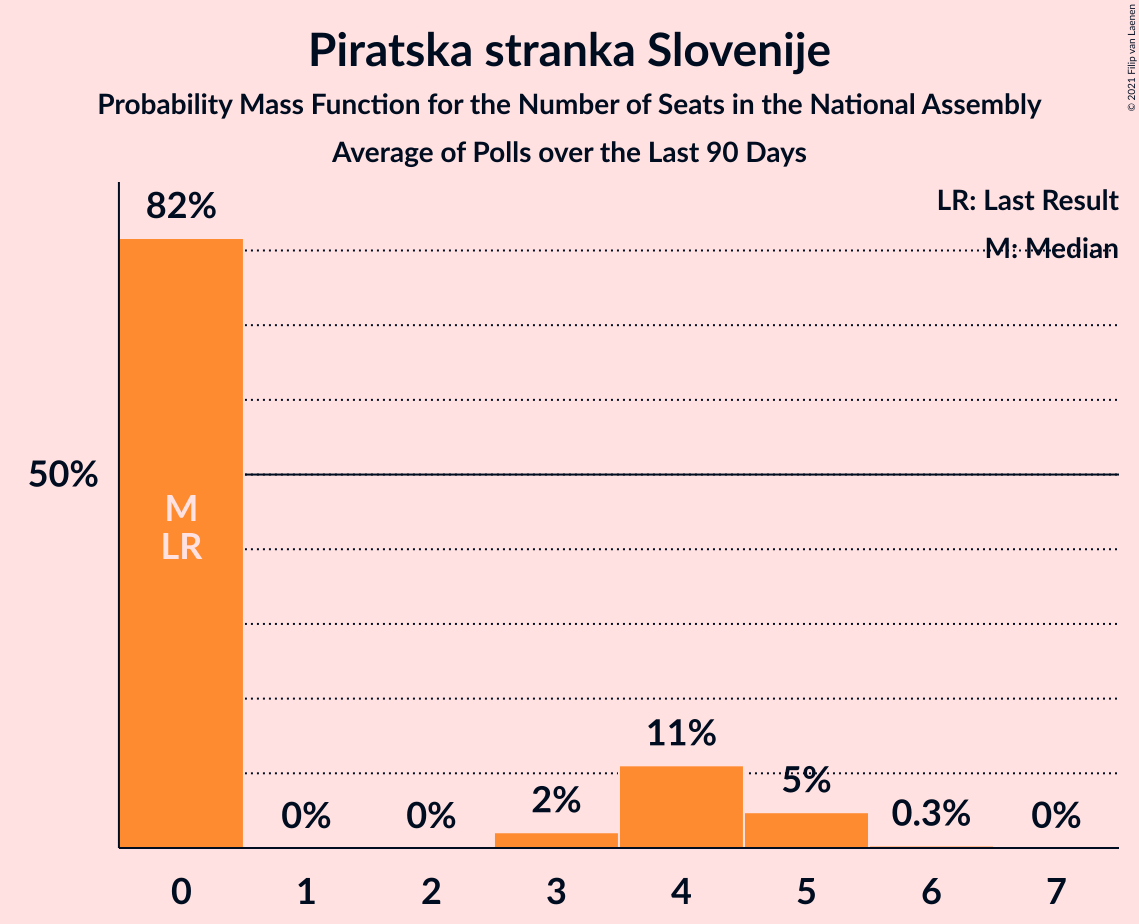 Piratska stranka Slovenije
Probability Mass Function for the Number of Seats in the National Assembly
Average of Polls over the Last 90 Days
© 2021 Filip van Laenen
LR: Last Result
M: Median
82%
50%
M
LR
0%
0%
2%
11%
5%
0.3%
0%
0
1
2
3
4
5
6
7